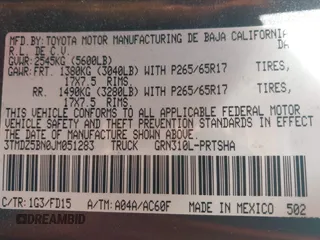 MFD.BY:TOYOTA MOTOR MANUFACTURING DE BAJA CALIFORNIA
R.L. DE C.V. DA
GVWR:2545KG(5600LB)
GAWR:FRT. 1380KG(3040LB)WITH P265/65R17 TIRES,
17X7.5 RIMS,
RR. 1490KG(3280LB)WITH P265/65R17 TIRES,
17X7.5 RIMS,
THIS VEHICLE CONFORMS TO ALL APPLICABLE FEDERAL MOTOR
VEHICLE SAFETY STANDARDS IN EFFECT ON
THE DATE OF MANUFACTURE SHOWN ABOVE.
3TMDZ5BN0JM051283 TRUCK GRN310L-PRTSHA
C/TR:1G3/FD15 A/TM:A04A/AC60F MADE IN MEXICO 502
©DREAMBID